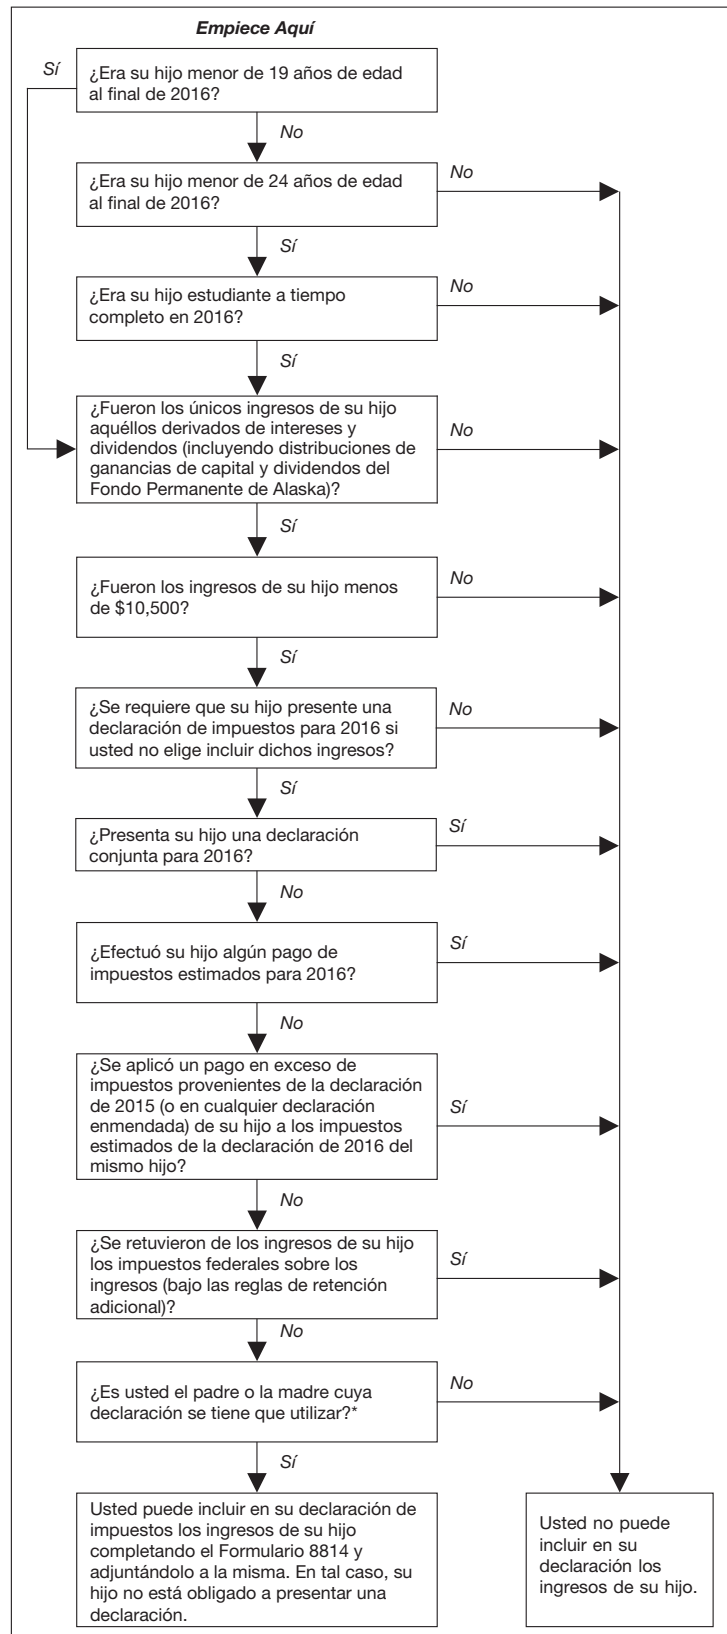 Empiece Aquí
Sí
¿Era su hijo menor de 19 años de edad
al final de 2016?
No
¿Era su hijo menor de 24 años de edad
al final de 2016?
No
Sí
¿Era su hijo estudiante a tiempo
completo en 2016?
No
Sí
¿Fueron los únicos ingresos de su hijo
aquéllos derivados de intereses y
dividendos (incluyendo distribuciones de
ganancias de capital y dividendos del
Fondo Permanente de Alaska)?
No
Sí
¿Fueron los ingresos de su hijo menos
de $10,500?
No
Sí
¿Se requiere que su hijo presente una
declaración de impuestos para 2016 si
usted no elige incluir dichos ingresos?
No
Sí
¿Presenta su hijo una declaración
conjunta para 2016?
Sí
No
¿Efectuó su hijo algún pago de
impuestos estimados para 2016?
Sí
No
¿Se aplicó un pago en exceso de
impuestos provenientes de la declaración
de 2015 (o en cualquier declaración
enmendada) de su hijo a los impuestos
estimados de la declaración de 2016 del
mismo hijo?
Sí
No
¿Se retuvieron de los ingresos de su hijo
los impuestos federales sobre los
ingresos (bajo las reglas de retención
adicional)?
Sí
No
¿Es usted el padre o la madre cuya
declaración se tiene que utilizar?*
No
Sí
Usted puede incluir en su declaración de
impuestos los ingresos de su hijo
completando el Formulario 8814 y
adjuntándolo a la misma. En tal caso, su
hijo no está obligado a presentar una
declaración.
Usted no puede
incluir en su
declaración los
ingresos de su hijo.